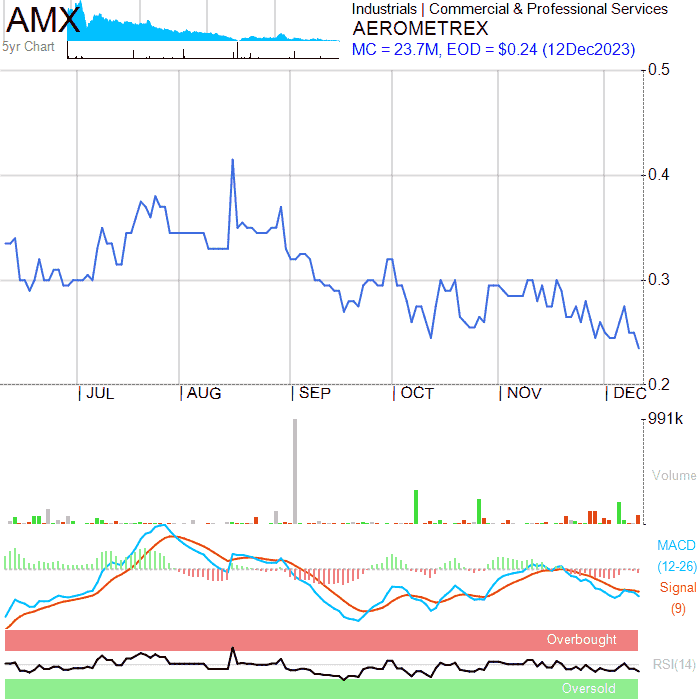 AMX
5yr Chart
Industrials | Commercial & Professional Services
AEROMETREX
MC = 23.7M, EOD = $0.24 (12Dec2023)
0.5
0.4
0.3
0.2
| JUL | AUG | SEP | OCT | NOV | DEC
991k
Volume
MACD
(12-26)
Signal
(9)
Overbought
RSI(14)
Oversold